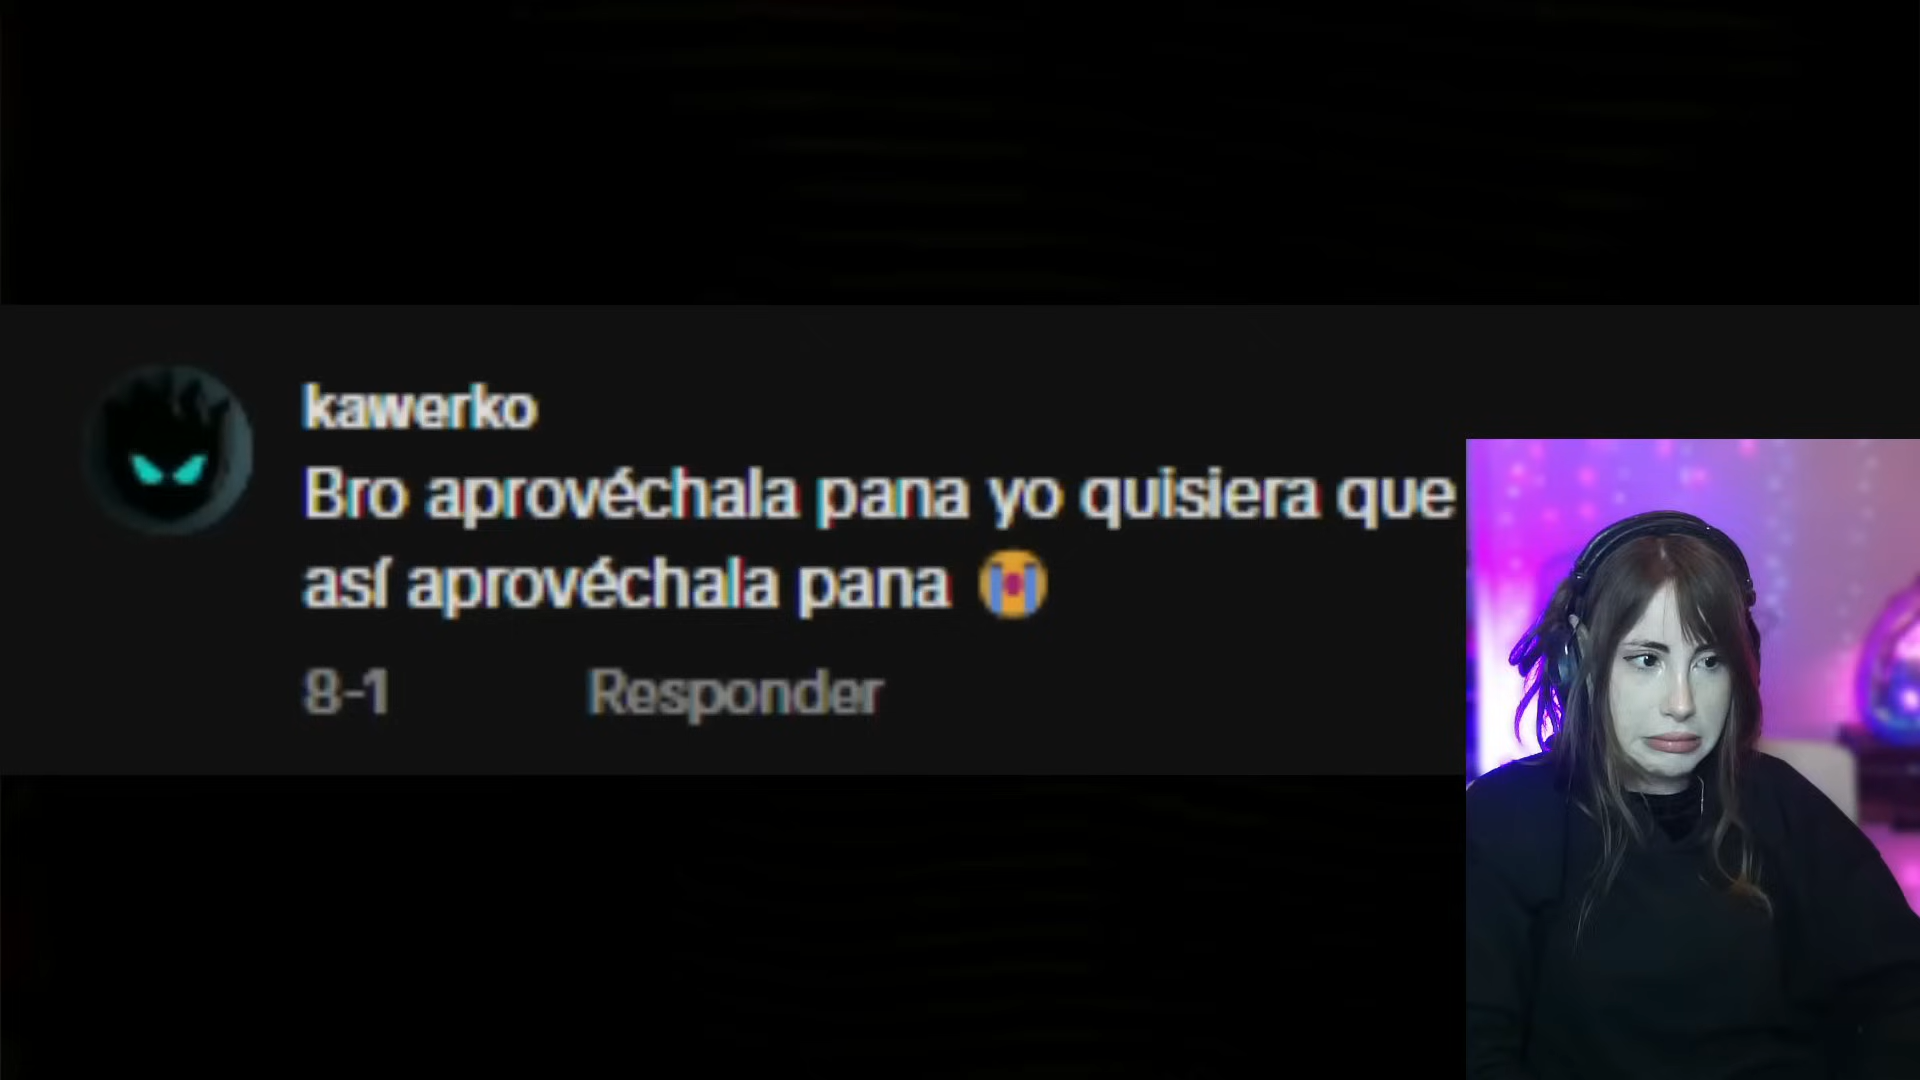 kawerko
Bro aprovéchala pana yo quisiera que
así aprovéchala pana 😭
8-1
Responder